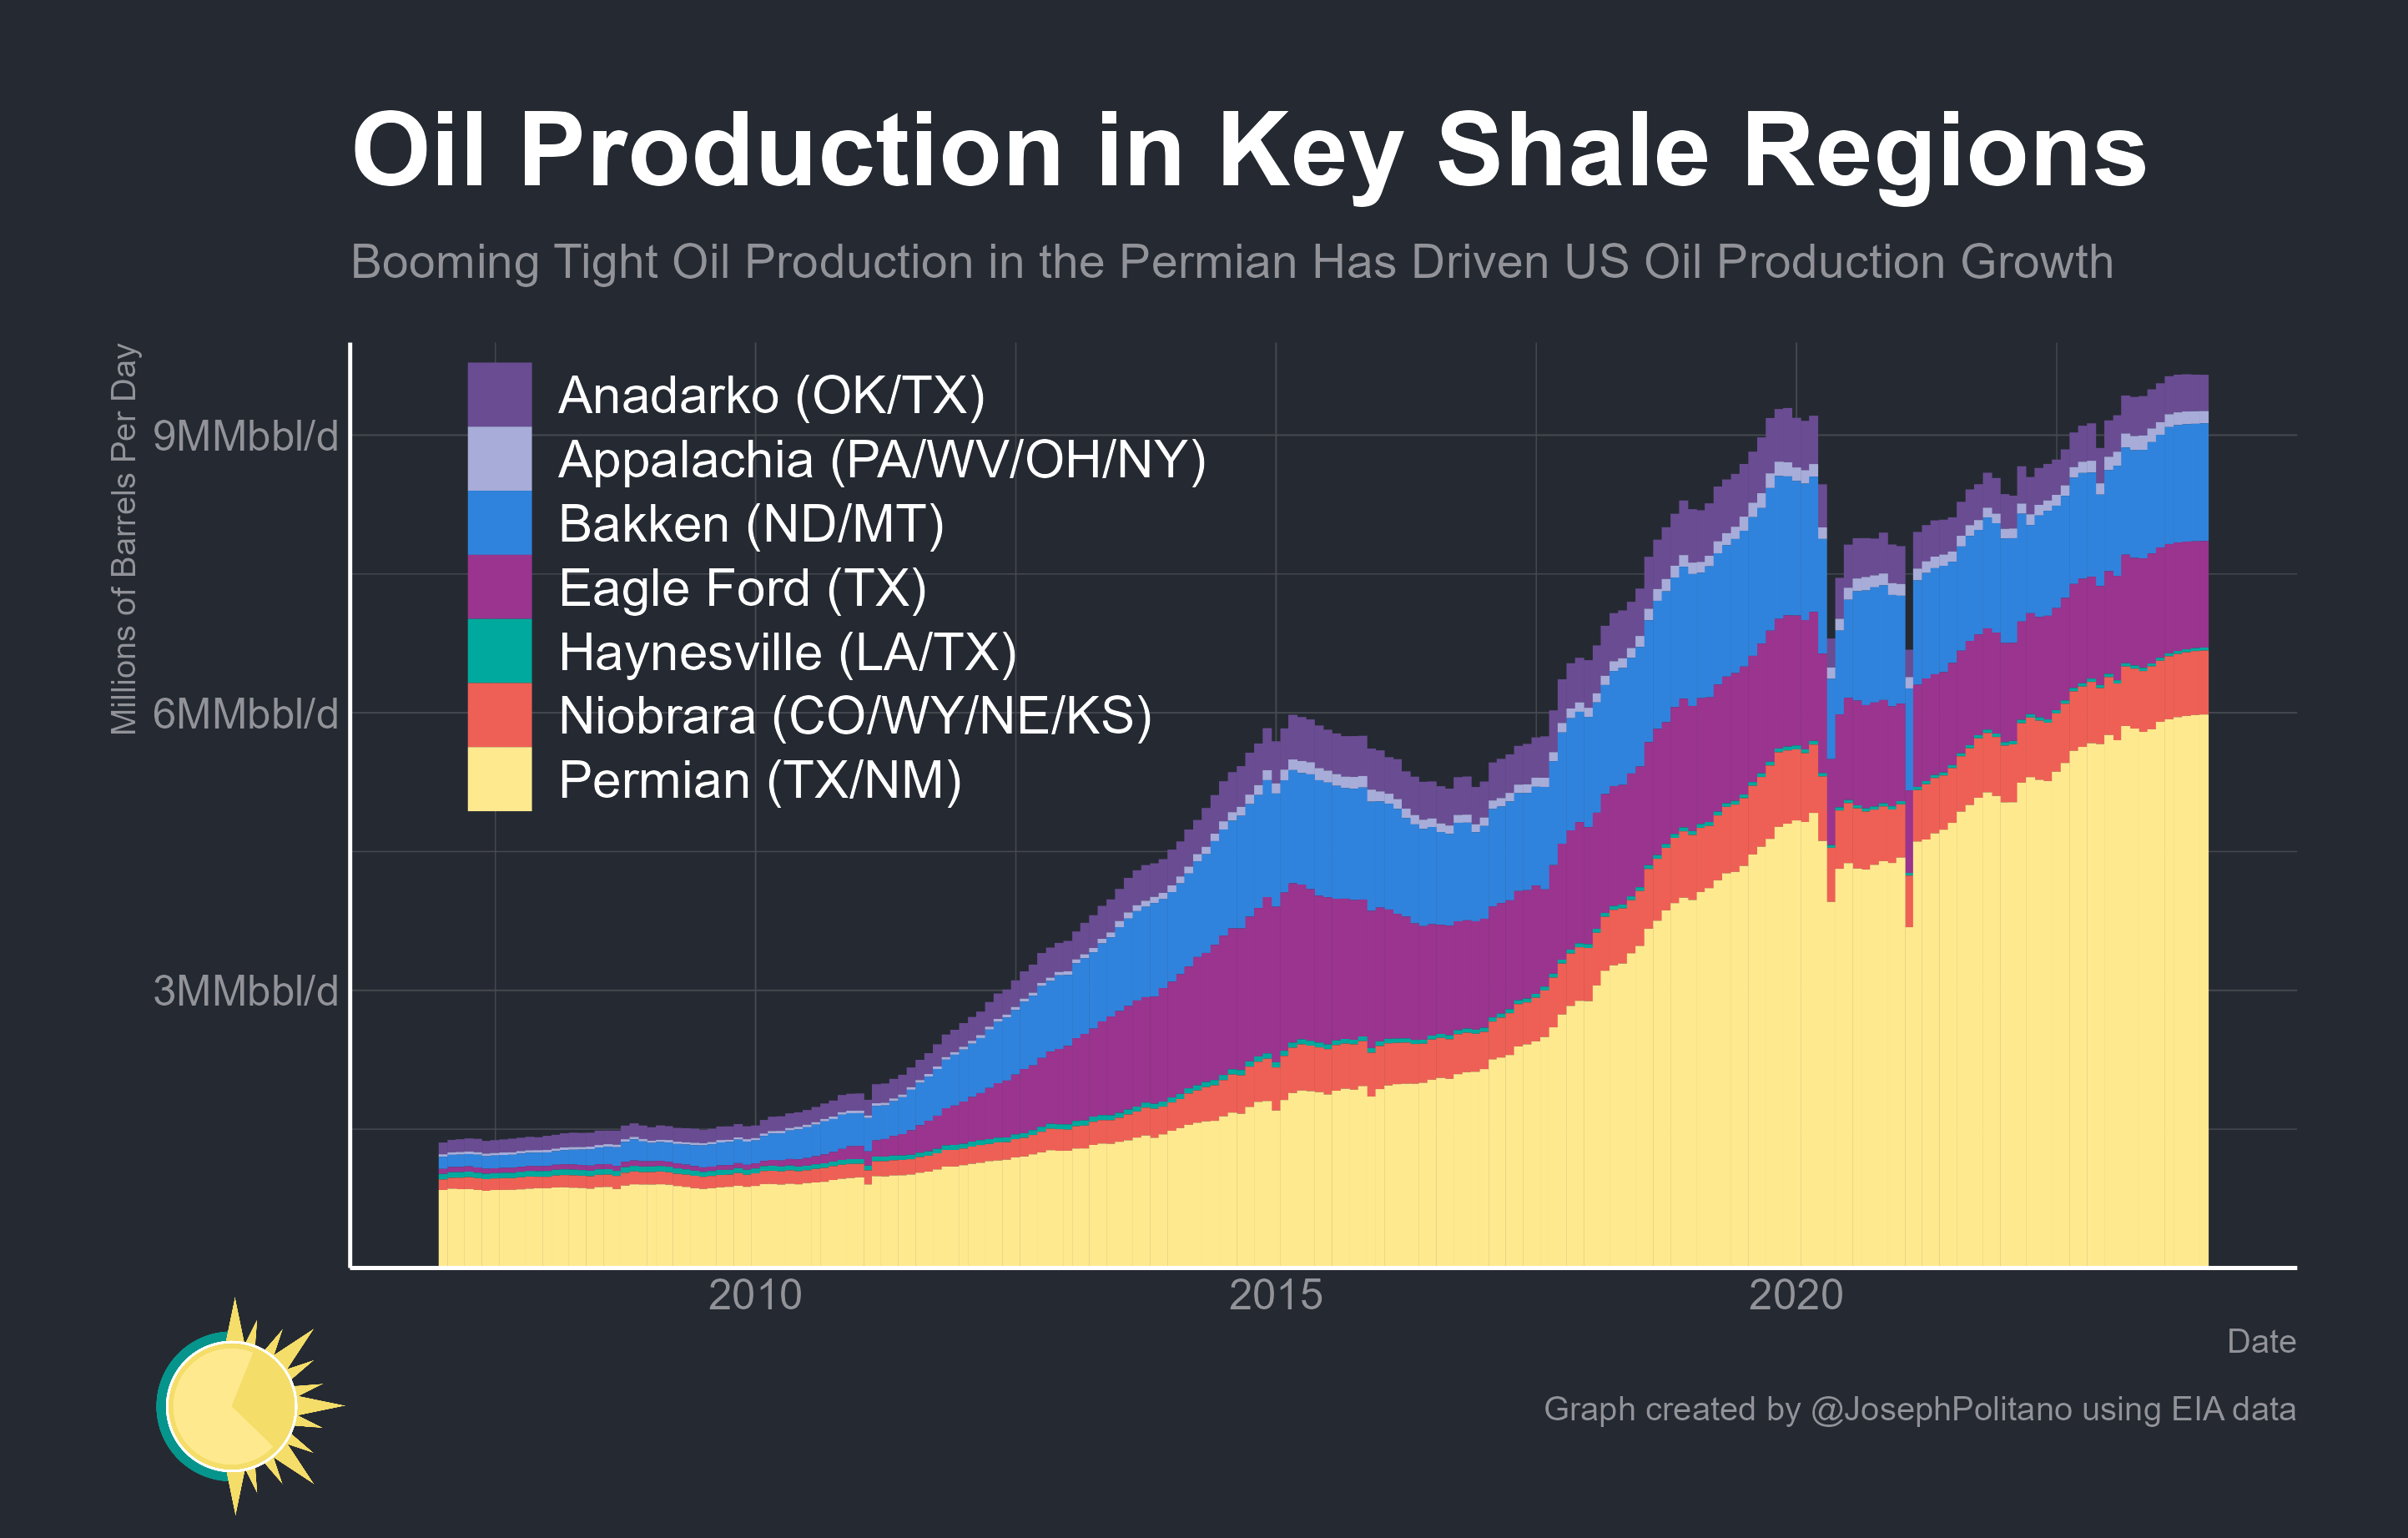 Oil Production in Key Shale Regions
Booming Tight Oil Production in the Permian Has Driven US Oil Production Growth
Millions of Barrels Per Day
9MMbbl/d
6MMbbl/d
3MMbbl/d
Anadarko (OK/TX)
Appalachia (PA/WV/OH/NY)
Bakken (ND/MT)
Eagle Ford (TX)
Haynesville (LA/TX)
Niobrara (CO/WY/NE/KS)
Permian (TX/NM)
2010
2015
2020
Date
Graph created by @JosephPolitano using EIA data